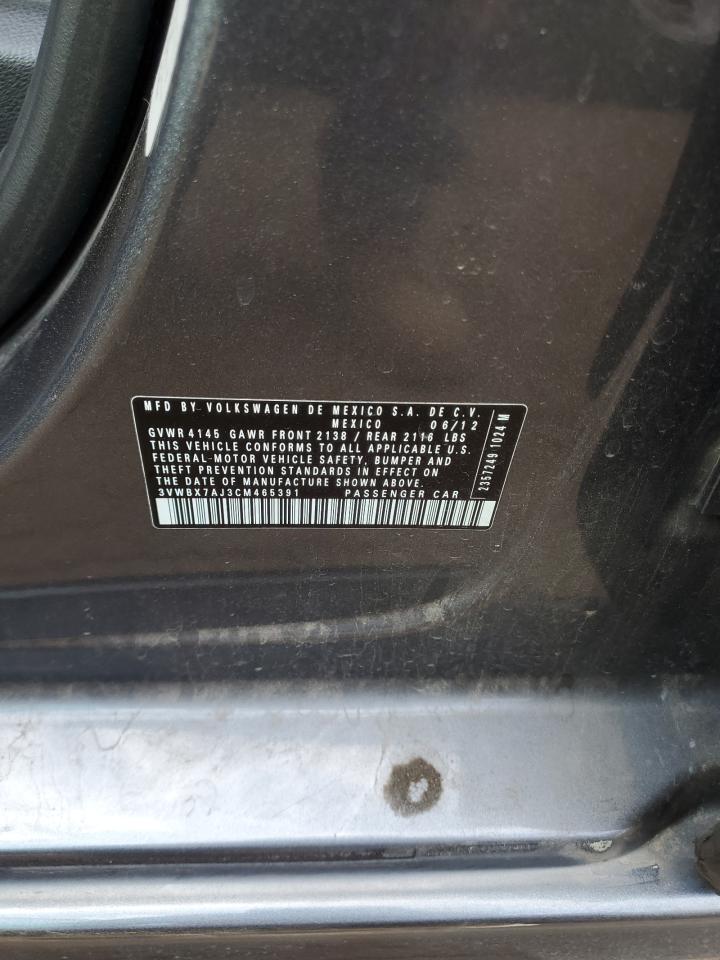 MFD BY VOLKSWAGEN DE MEXICO S.A. DE C.V.
MEXICO 06/12
GVWR 4145 GAWR FRONT 2138 / REAR 2116 LBS
THIS VEHICLE CONFORMS TO ALL APPLICABLE U.S.
FEDERAL-MOTOR VEHICLE SAFETY, BUMPER AND
THEFT PREVENTION STANDARDS IN EFFECT ON
THE DATE OF MANUFACTURE SHOWN ABOVE.
3VWBX7AJ3CM465391 PASSENGER CAR
2357249 1024 M